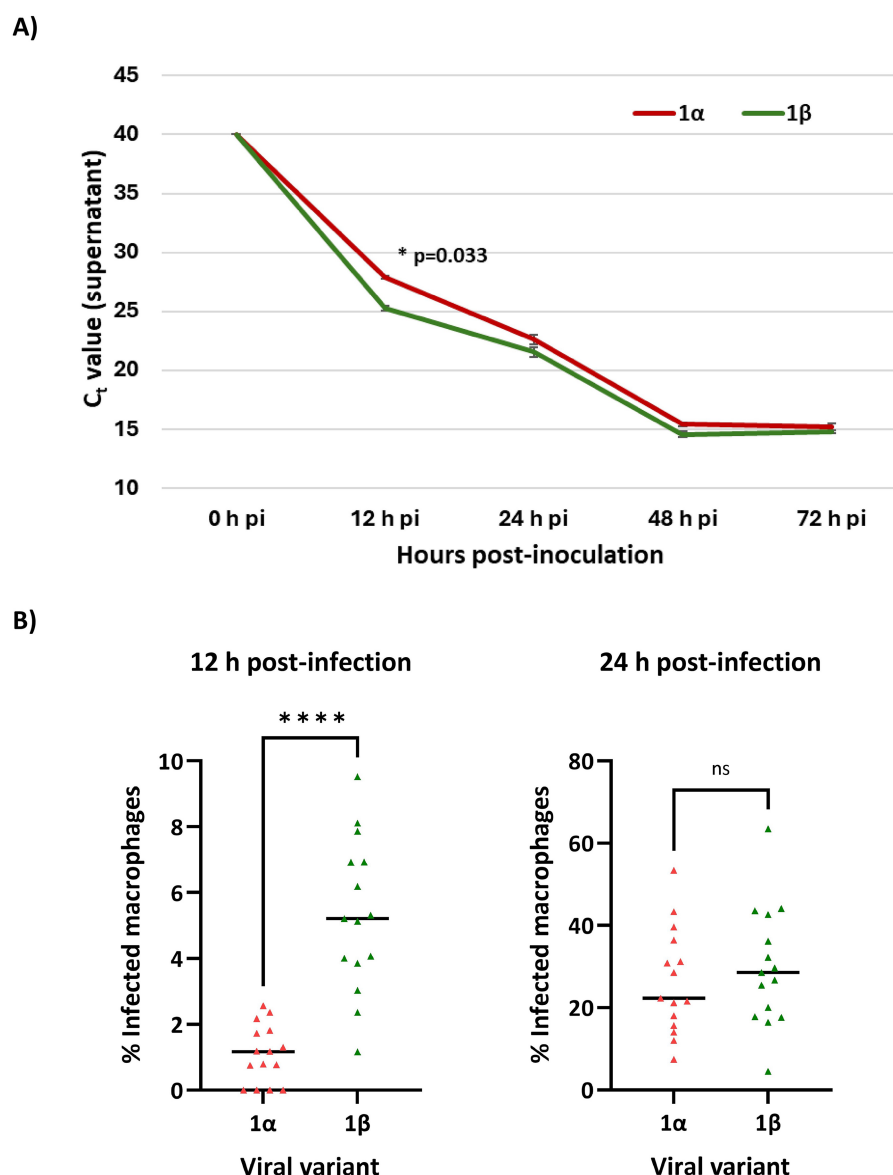 A)
45
40
35
30
25
20
15
10
Ct value (supernatant)
1α 1β
* p=0.033
0 h pi 12 h pi 24 h pi 48 h pi 72 h pi
Hours post-inoculation
B)
12 h post-infection
****
10
8
6
4
2
0
% Infected macrophages
1α 1β
Viral variant
24 h post-infection
ns
80
60
40
20
0
% Infected macrophages
1α 1β
Viral variant